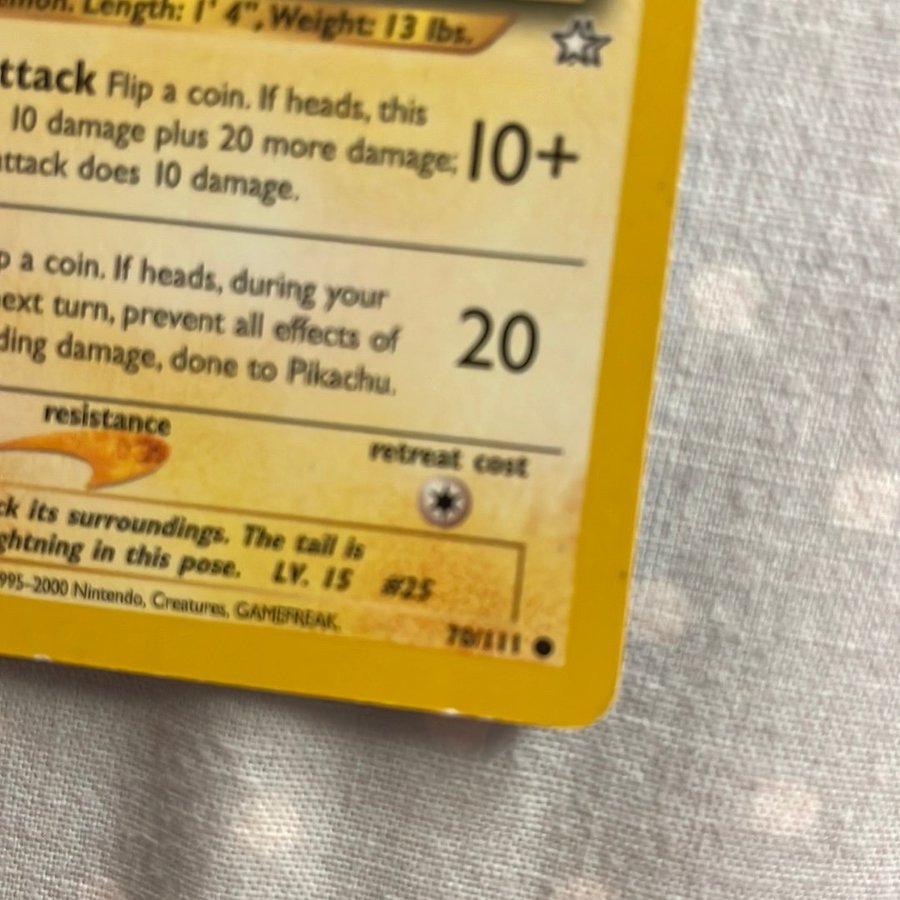 Length: 1' 4", Weight: 13 lbs.
ttack Flip a coin. If heads, this
10 damage plus 20 more damage;
10+
ttack does 10 damage.
p a coin. If heads, during your
ext turn, prevent all effects of
20
ding damage, done to Pikachu.
resistance
retreat cost
ck its surroundings. The tail is
ghtning in this pose. LV. 15 #25
995–2000 Nintendo, Creatures, GAMEFREAK.
70/111